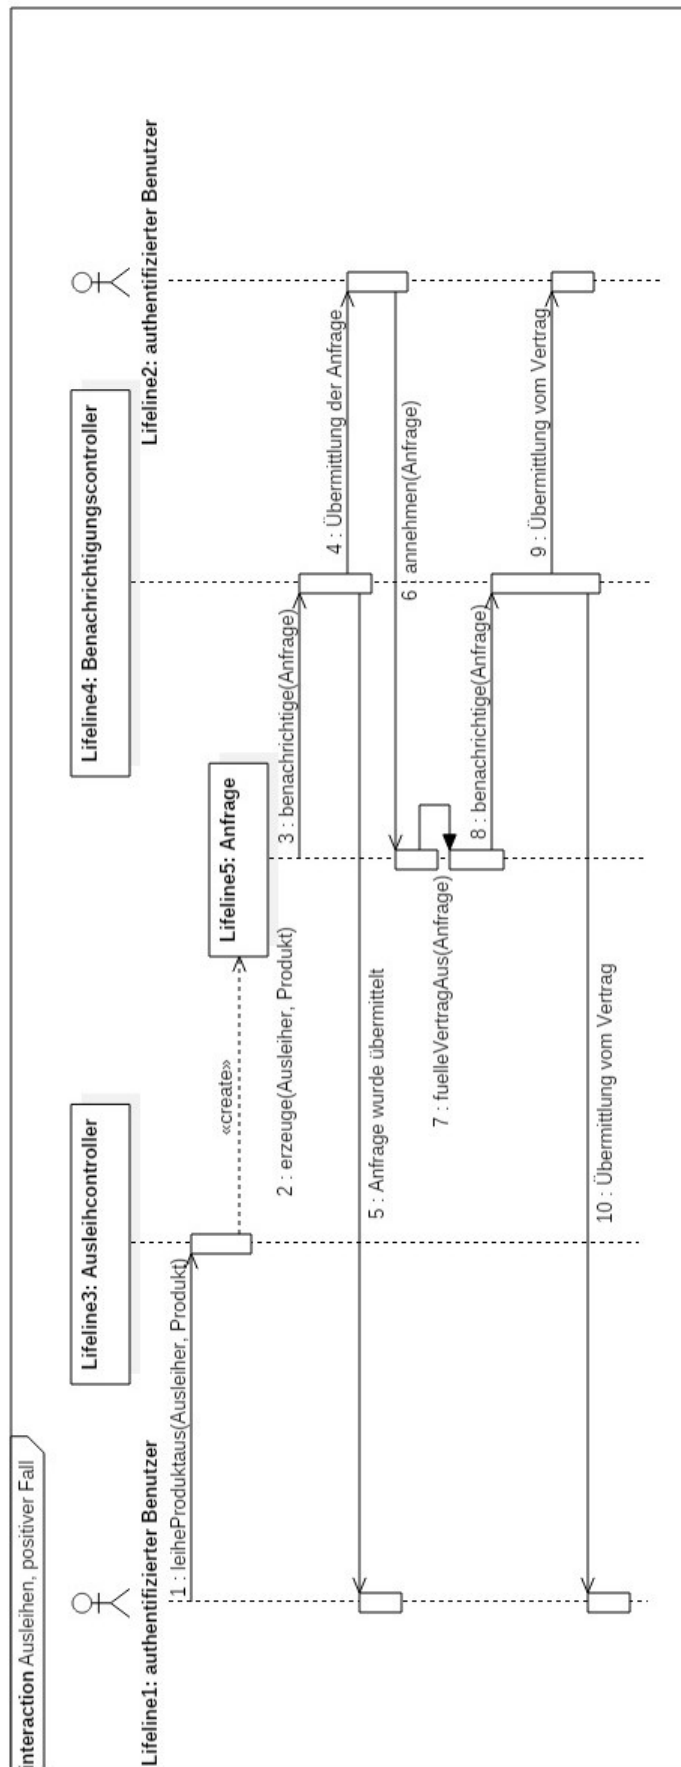 interaction Ausleihen, positiver Fall
Lifeline1: authentifizierter Benutzer
Lifeline3: Ausleihcontroller
Lifeline5: Anfrage
Lifeline4: Benachrichtigungscontroller
Lifeline2: authentifizierter Benutzer
1 : leiheProduktaus(Ausleiher, Produkt)
«create»
2 : erzeuge(Ausleiher, Produkt)
3 : benachrichtige(Anfrage)
4 : Übermittlung der Anfrage
5 : Anfrage wurde übermittelt
6 : annehmen(Anfrage)
7 : fuelleVertragAus(Anfrage)
8 : benachrichtige(Anfrage)
9 : Übermittlung vom Vertrag
10 : Übermittlung vom Vertrag